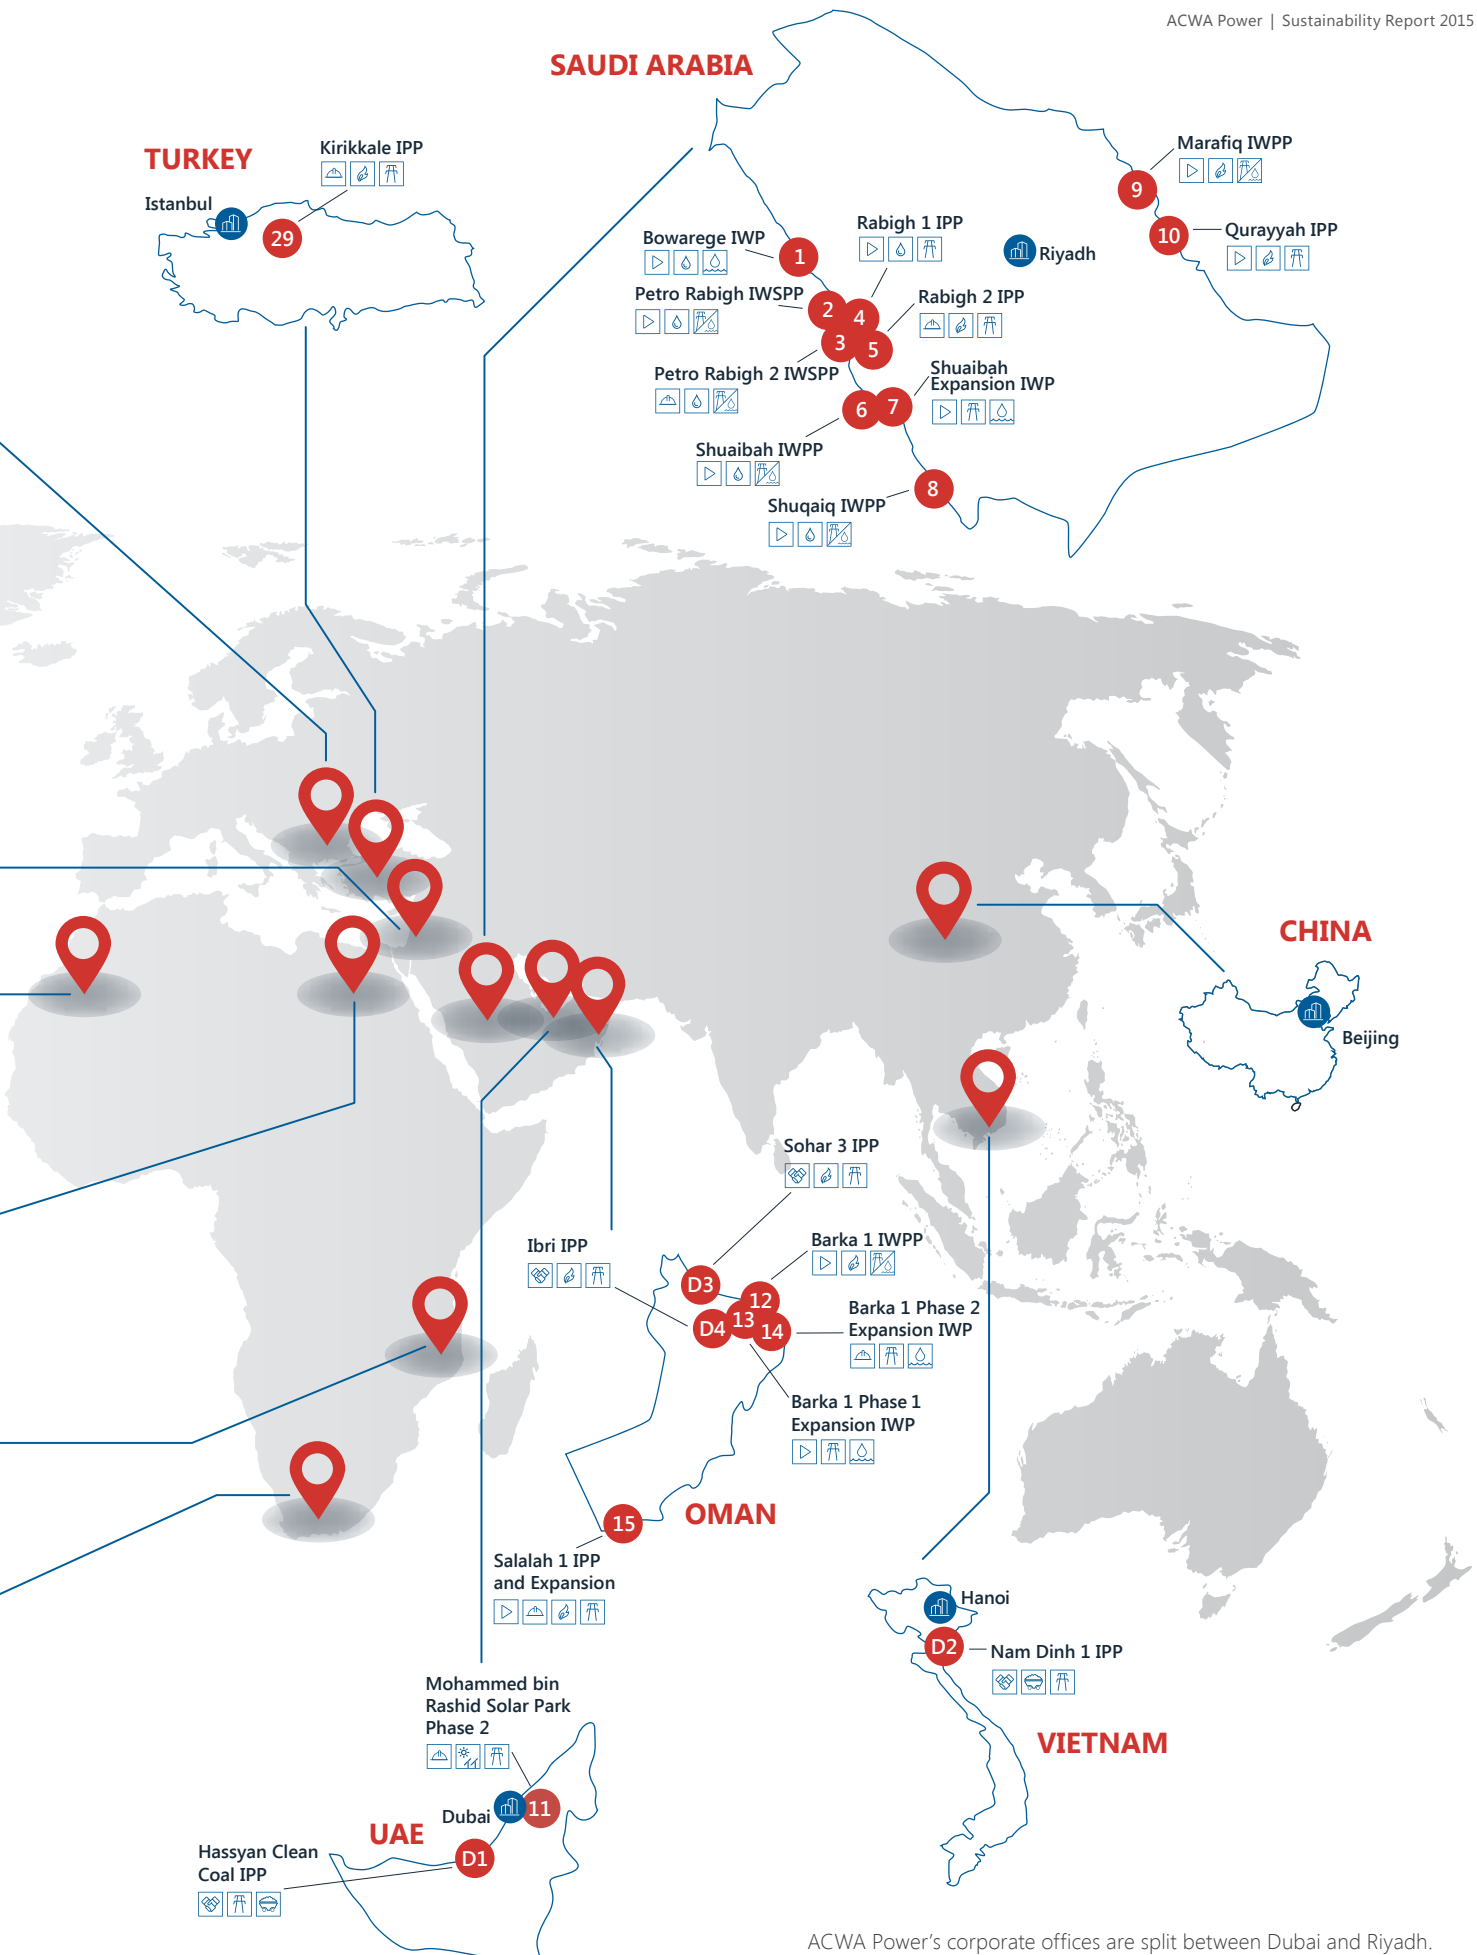 ACWA Power | Sustainability Report 2015
SAUDI ARABIA
TURKEY
Kirikkale IPP
Istanbul
29
Marafiq IWPP
9
10
Qurayyah IPP
Rabigh 1 IPP
Bowarege IWP
1
Riyadh
Petro Rabigh IWSPP
2
4
Rabigh 2 IPP
3
5
Petro Rabigh 2 IWSPP
Shuaibah
Expansion IWP
6
7
Shuaibah IWPP
8
Shuqaiq IWPP
CHINA
Beijing
Sohar 3 IPP
Ibri IPP
Barka 1 IWPP
D3
12
D4
13
14
Barka 1 Phase 2
Expansion IWP
Barka 1 Phase 1
Expansion IWP
OMAN
15
Salalah 1 IPP
and Expansion
Hanoi
D2
Nam Dinh 1 IPP
VIETNAM
Mohammed bin
Rashid Solar Park
Phase 2
Dubai
11
UAE
D1
Hassyan Clean
Coal IPP
ACWA Power's corporate offices are split between Dubai and Riyadh.